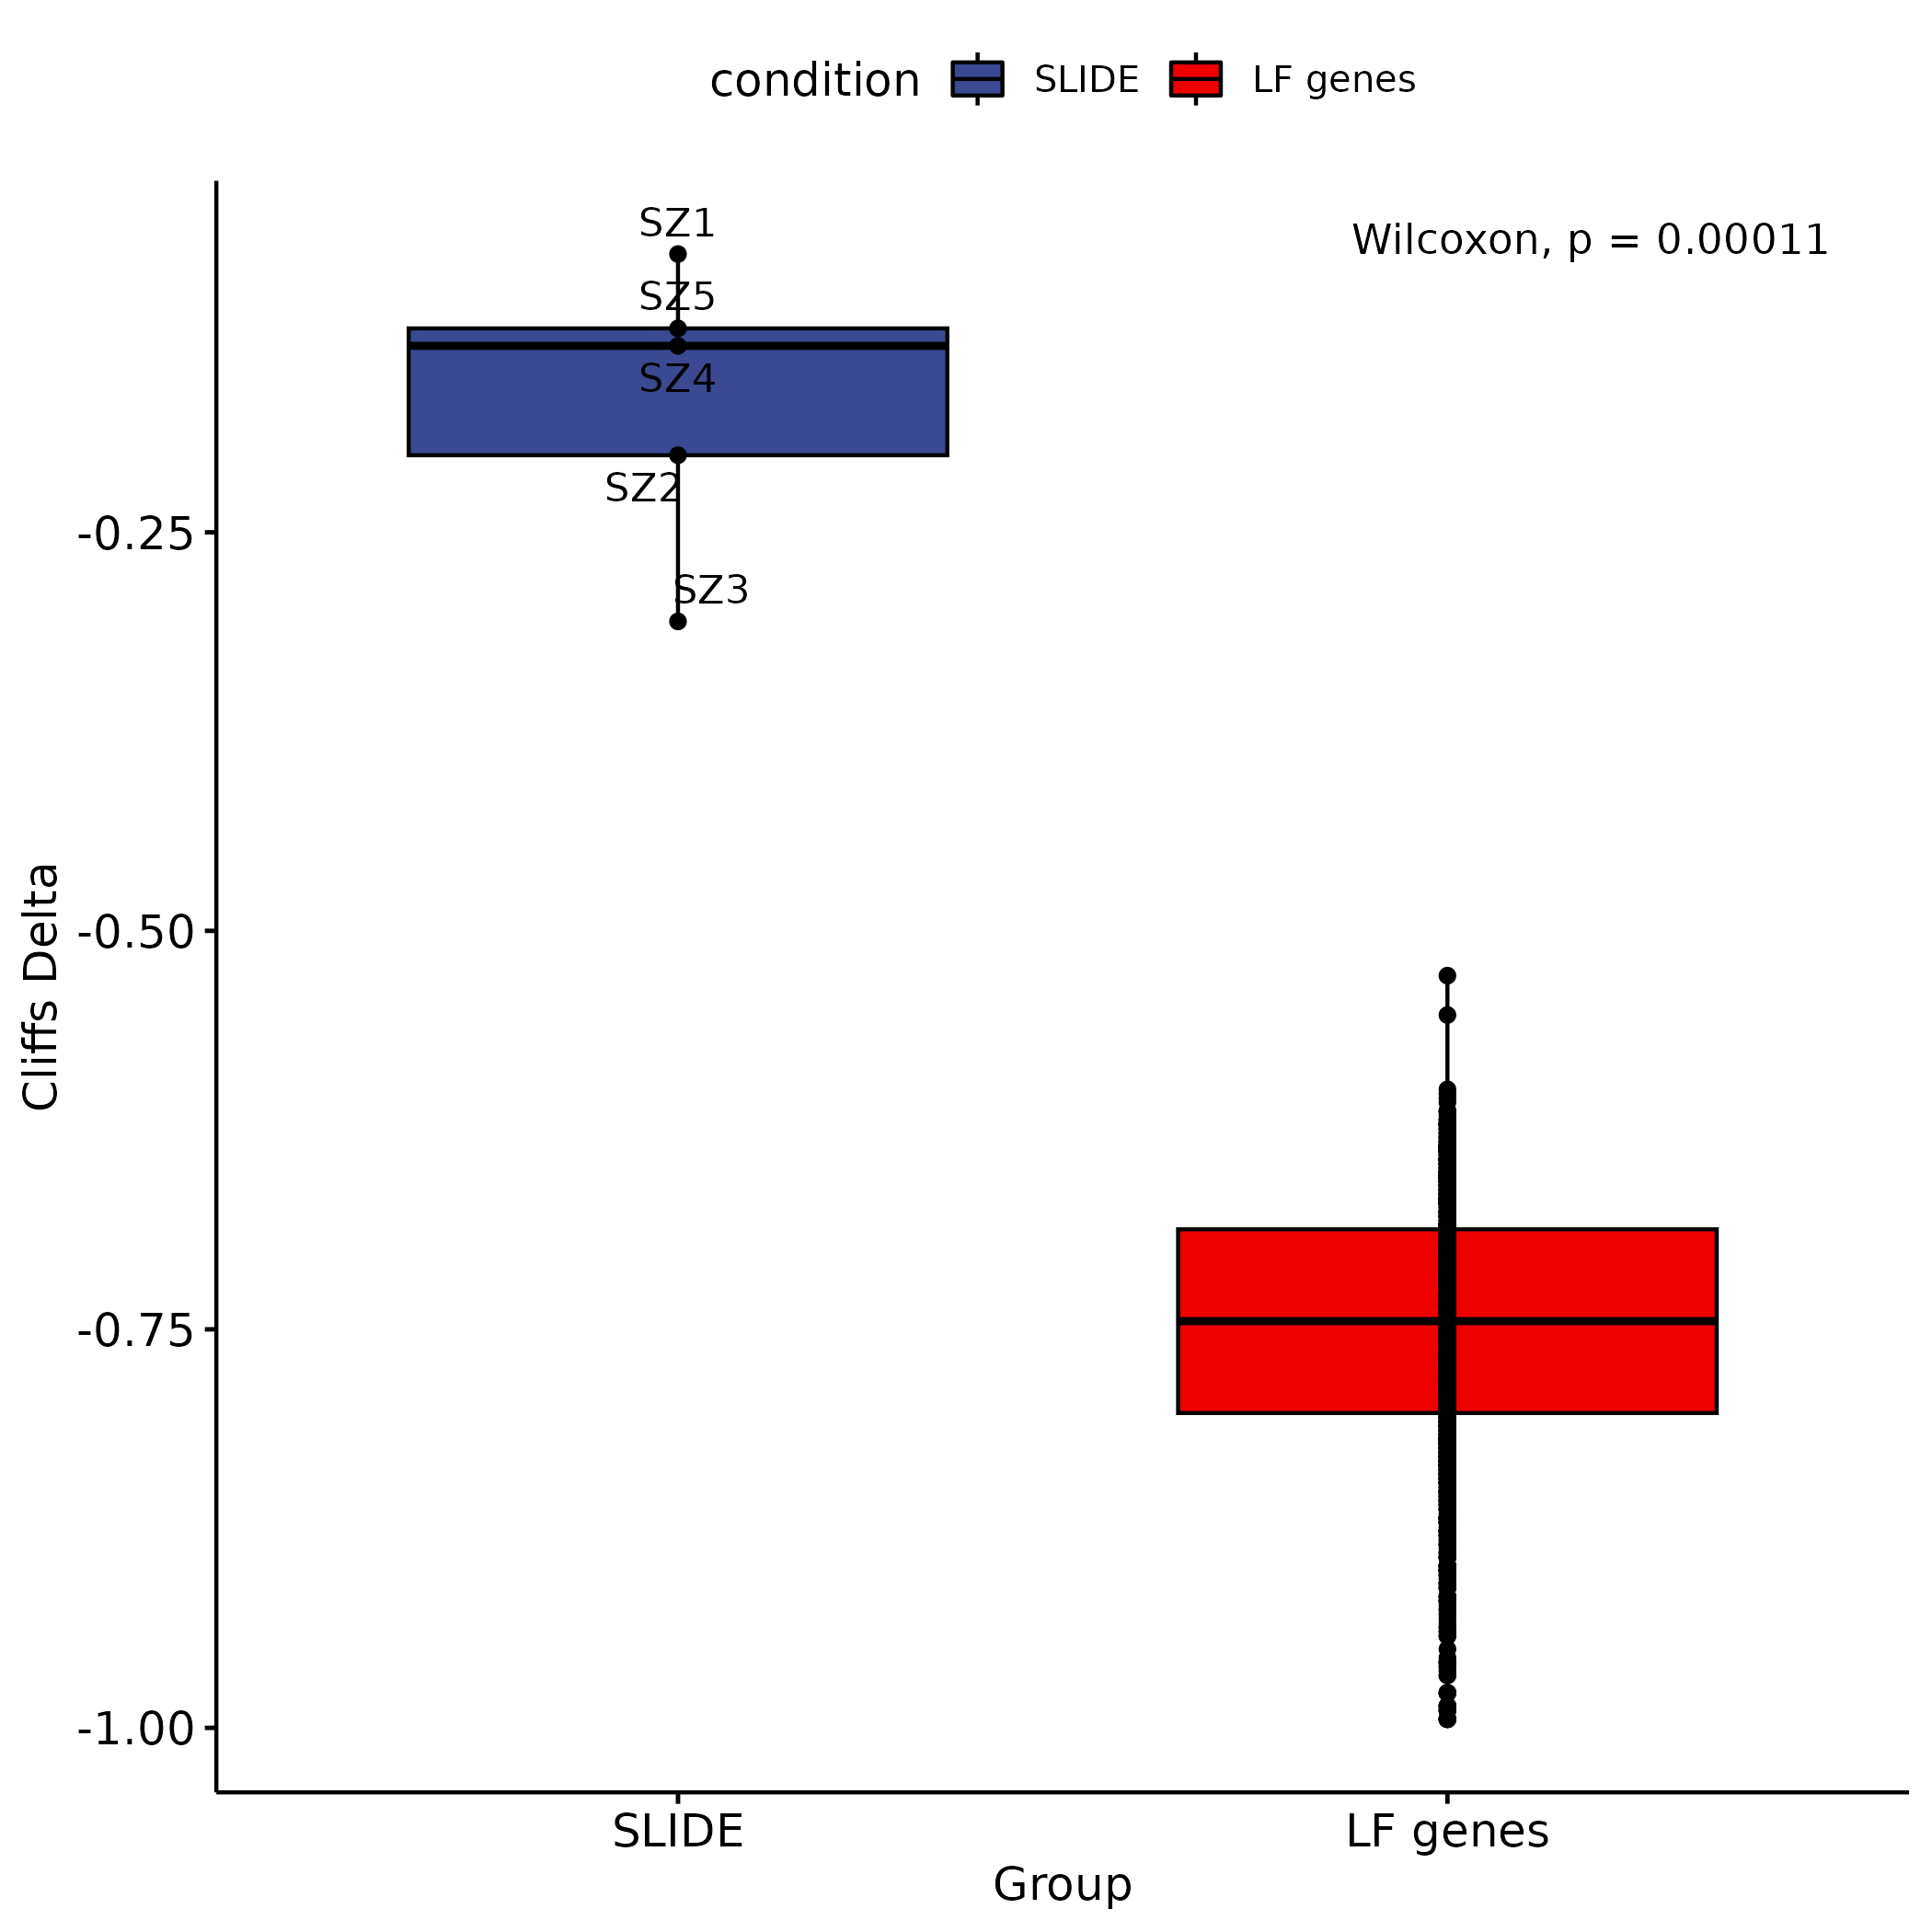 condition SLIDE LF genes
Wilcoxon, p = 0.00011
SZ1
SZ5
SZ4
SZ2
SZ3
Cliffs Delta
-0.25
-0.50
-0.75
-1.00
SLIDE LF genes
Group